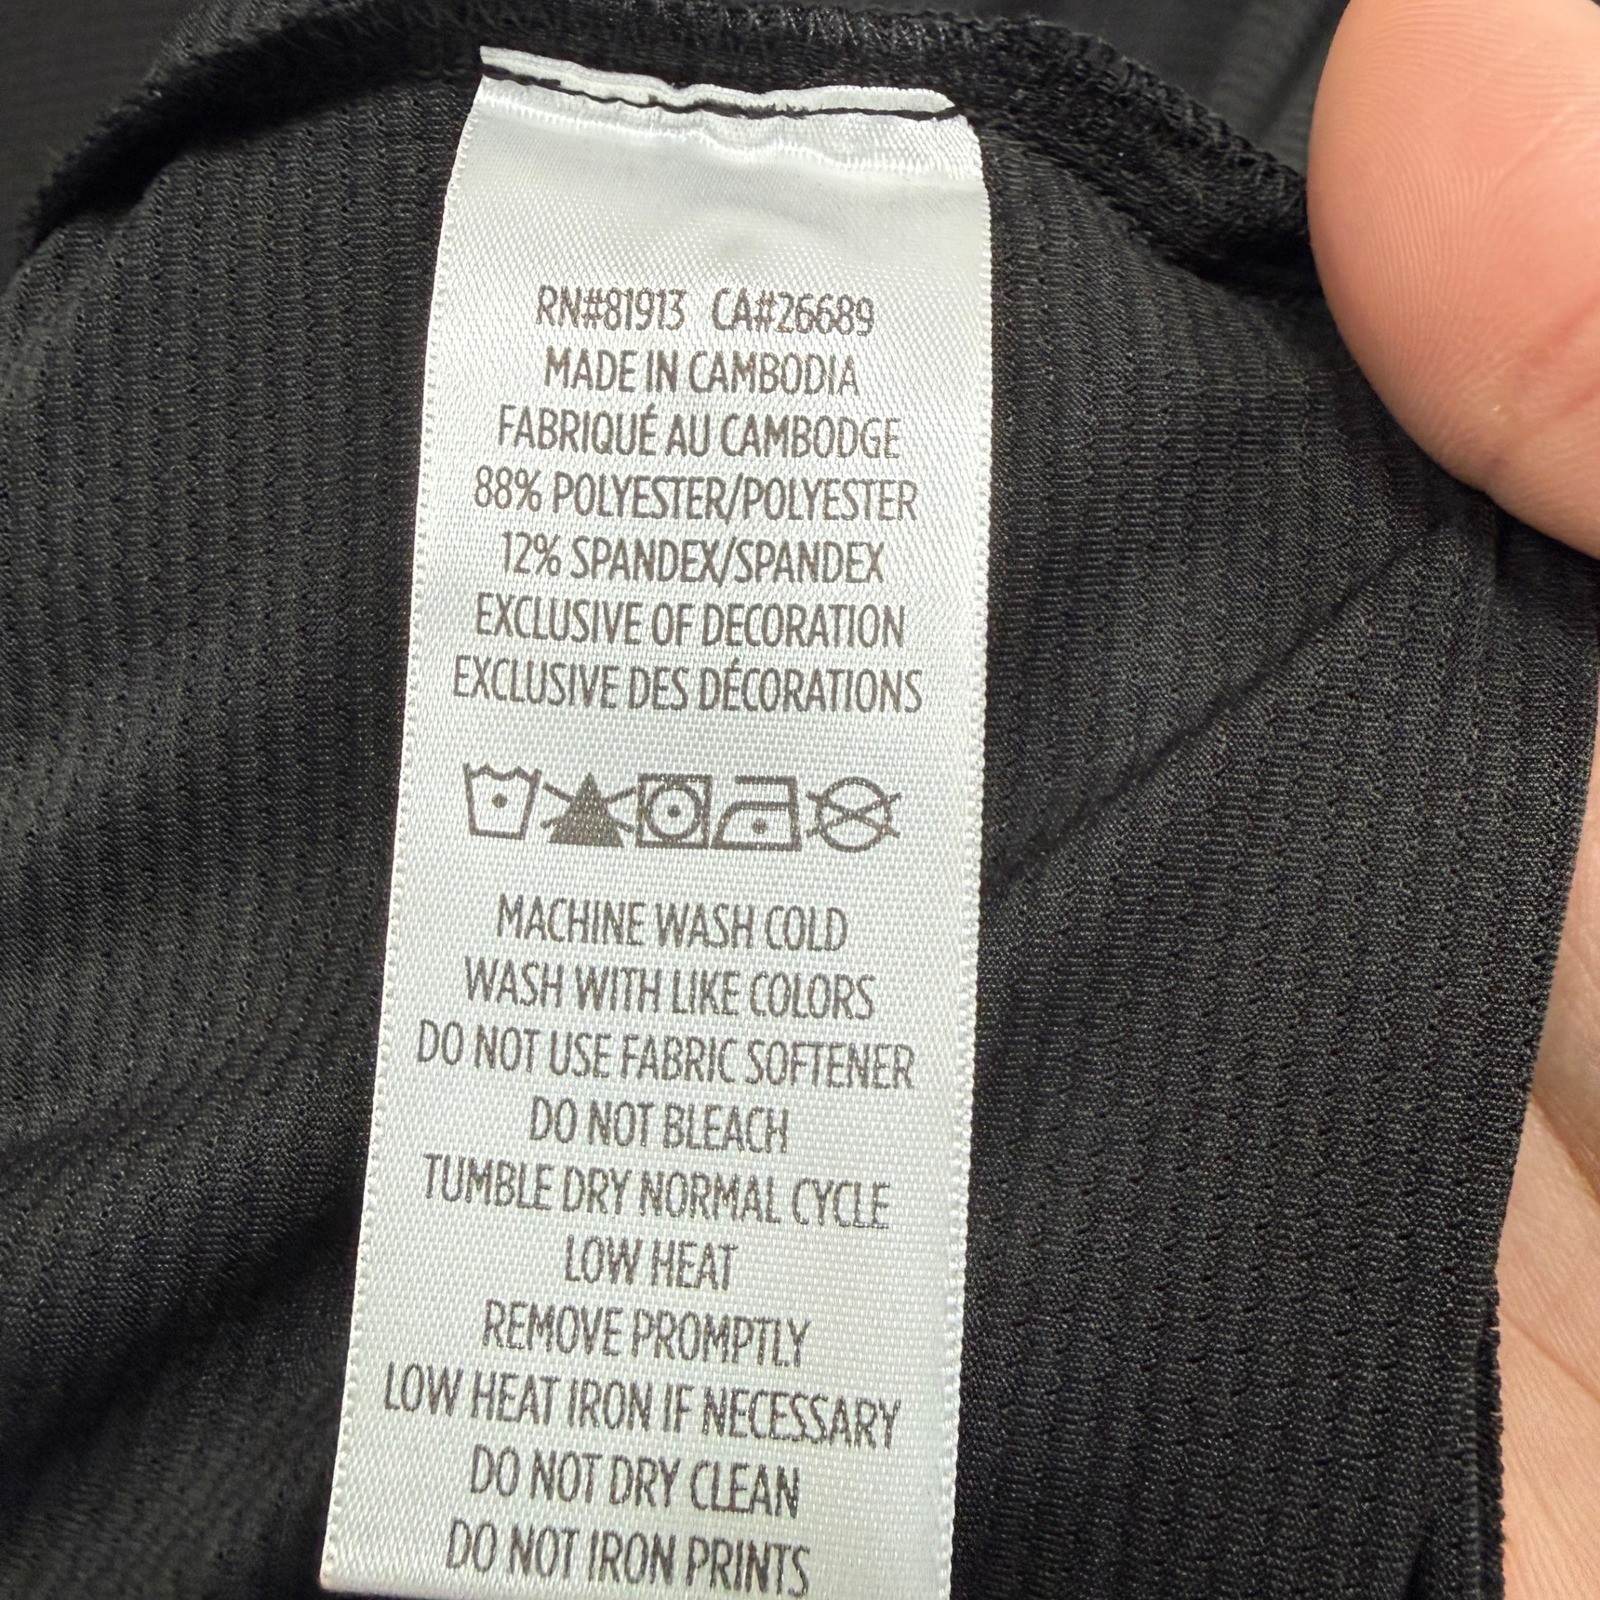 RN#81913 CA#26689
MADE IN CAMBODIA
FABRIQUÉ AU CAMBODGE
88% POLYESTER/POLYESTER
12% SPANDEX/SPANDEX
EXCLUSIVE OF DECORATION
EXCLUSIVE DES DÉCORATIONS
MACHINE WASH COLD
WASH WITH LIKE COLORS
DO NOT USE FABRIC SOFTENER
DO NOT BLEACH
TUMBLE DRY NORMAL CYCLE
LOW HEAT
REMOVE PROMPTLY
LOW HEAT IRON IF NECESSARY
DO NOT DRY CLEAN
DO NOT IRON PRINTS